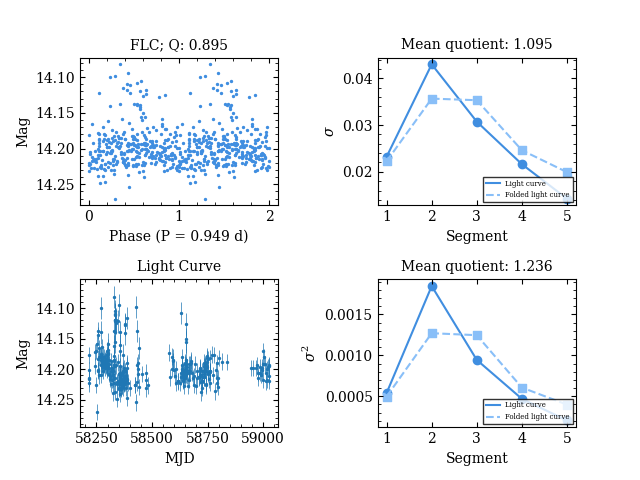 FLC; Q: 0.895
14.10
14.15
14.20
14.25
Mag
0
1
2
Phase (P = 0.949 d)
Mean quotient: 1.095
0.04
0.03
0.02
σ
1
2
3
4
5
Segment
Light curve
Folded light curve
Light Curve
14.10
14.15
14.20
14.25
Mag
58250
58500
58750
59000
MJD
Mean quotient: 1.236
0.0015
0.0010
0.0005
σ²
1
2
3
4
5
Segment
Light curve
Folded light curve